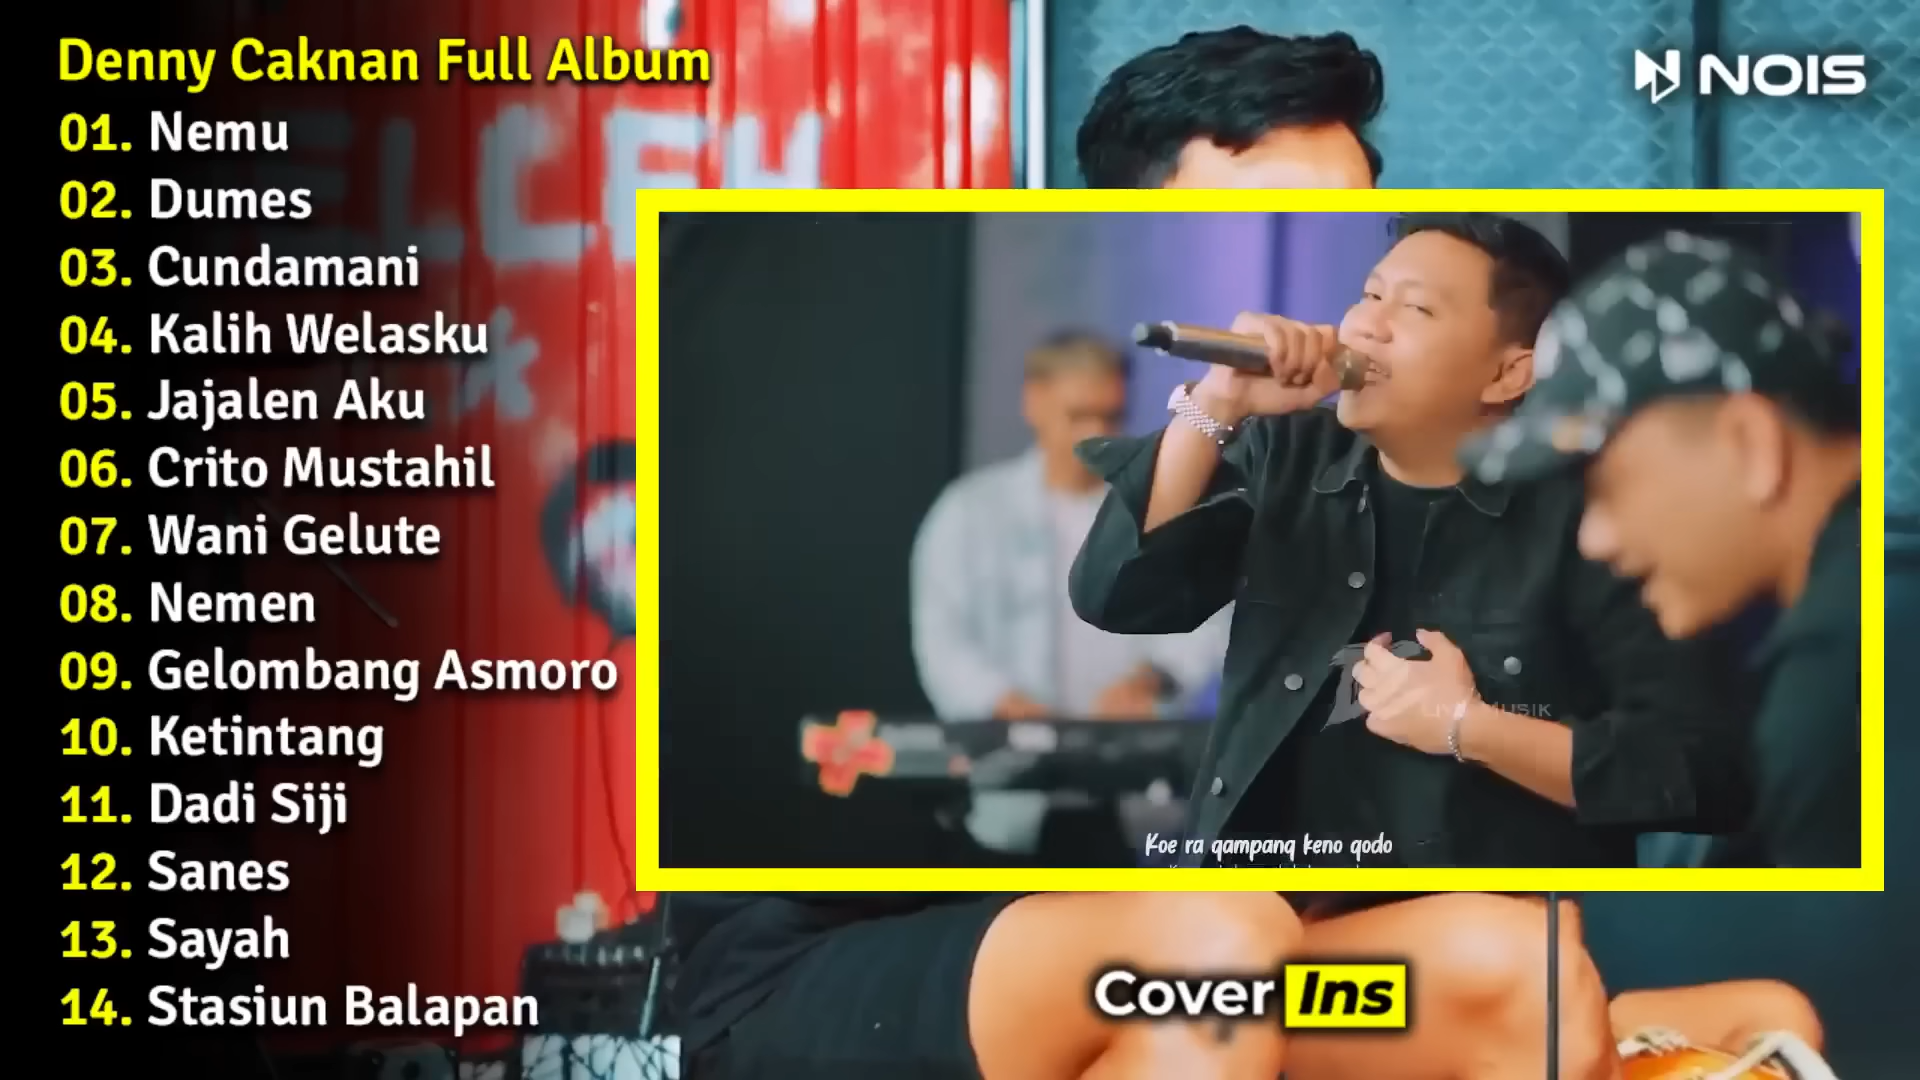 Denny Caknan Full Album
01. Nemu
02. Dumes
03. Cundamani
04. Kalih Welasku
05. Jajalen Aku
06. Crito Mustahil
07. Wani Gelute
08. Nemen
09. Gelombang Asmoro
10. Ketintang
11. Dadi Siji
12. Sanes
13. Sayah
14. Stasiun Balapan
NOIS
LIVE MUSIK
Koe ra gampang keno godo
Cover Ins